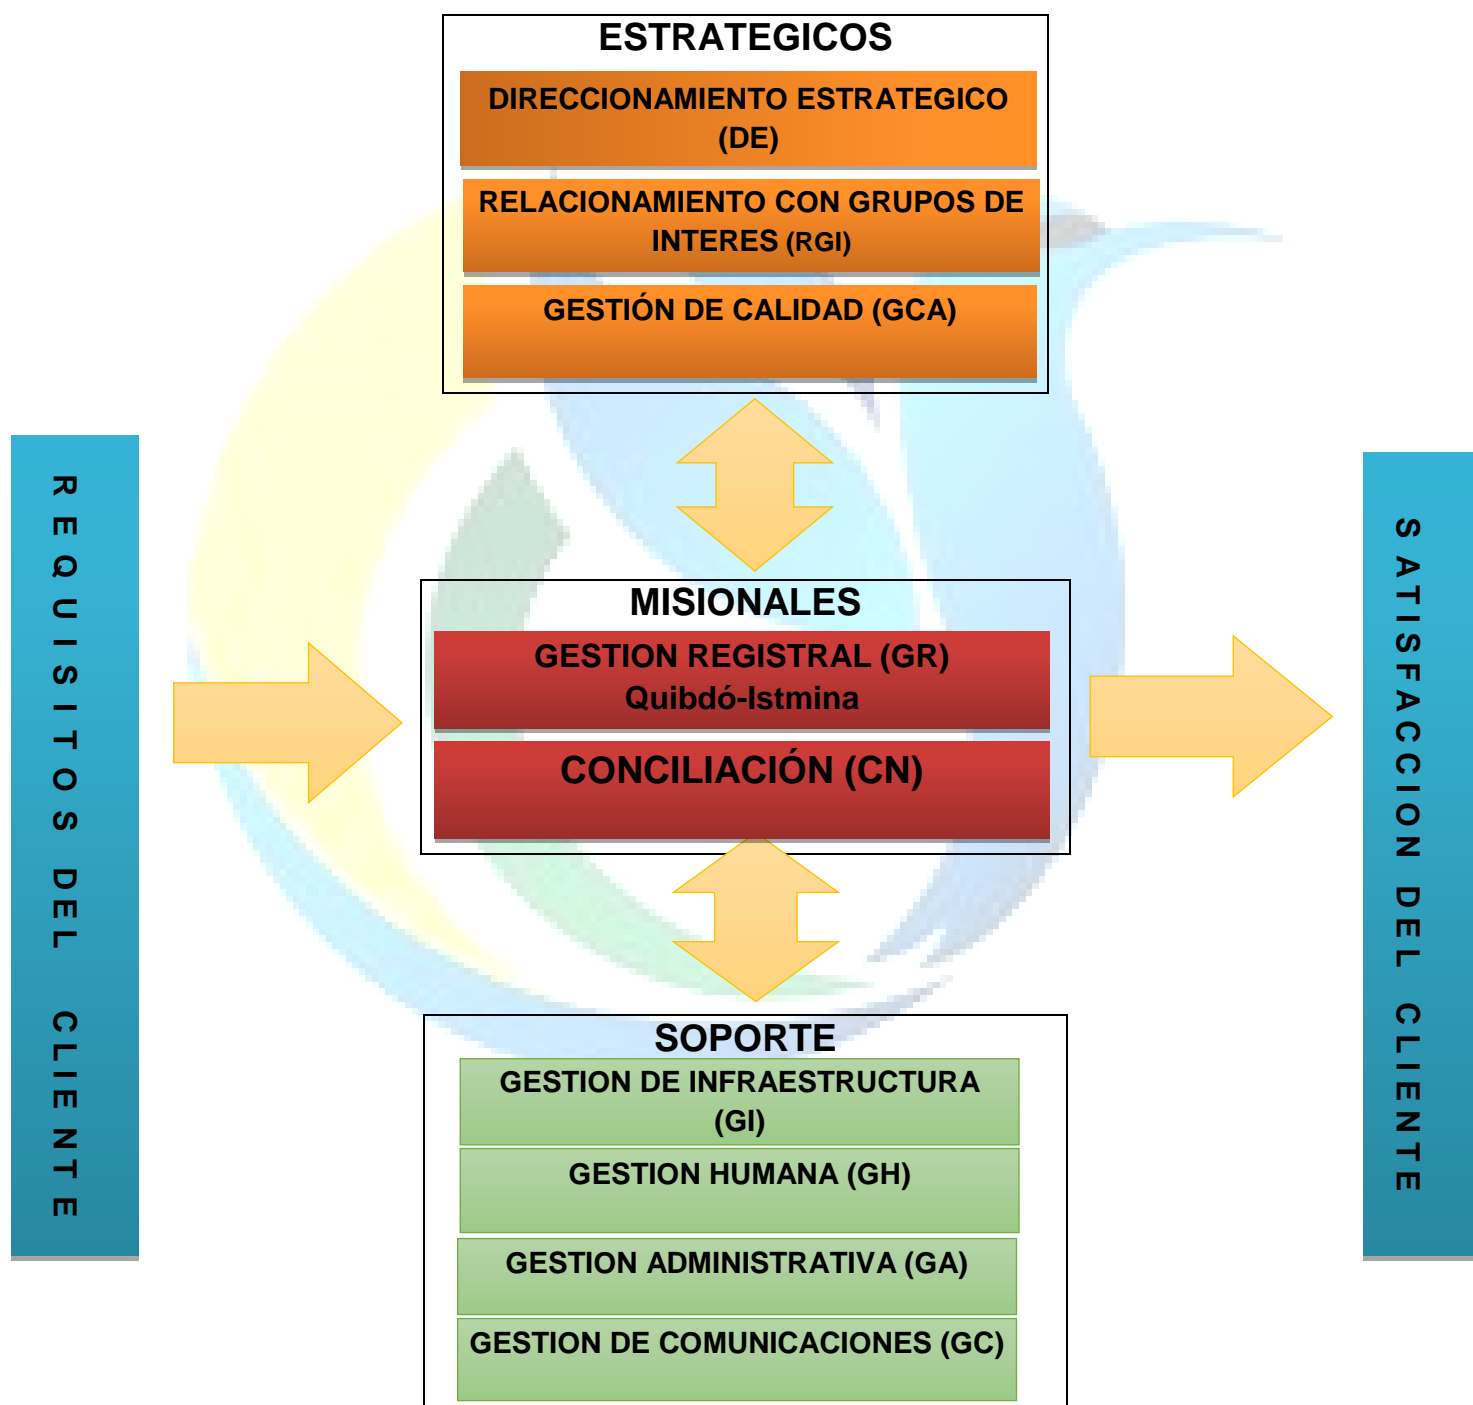 ESTRATEGICOS
DIRECCIONAMIENTO ESTRATEGICO
(DE)
RELACIONAMIENTO CON GRUPOS DE
INTERES (RGI)
GESTIÓN DE CALIDAD (GCA)
REQUISITOS DEL CLIENTE
MISIONALES
GESTION REGISTRAL (GR)
Quibdó-Istmina
CONCILIACIÓN (CN)
SATISFACCION DEL CLIENTE
SOPORTE
GESTION DE INFRAESTRUCTURA
(GI)
GESTION HUMANA (GH)
GESTION ADMINISTRATIVA (GA)
GESTION DE COMUNICACIONES (GC)